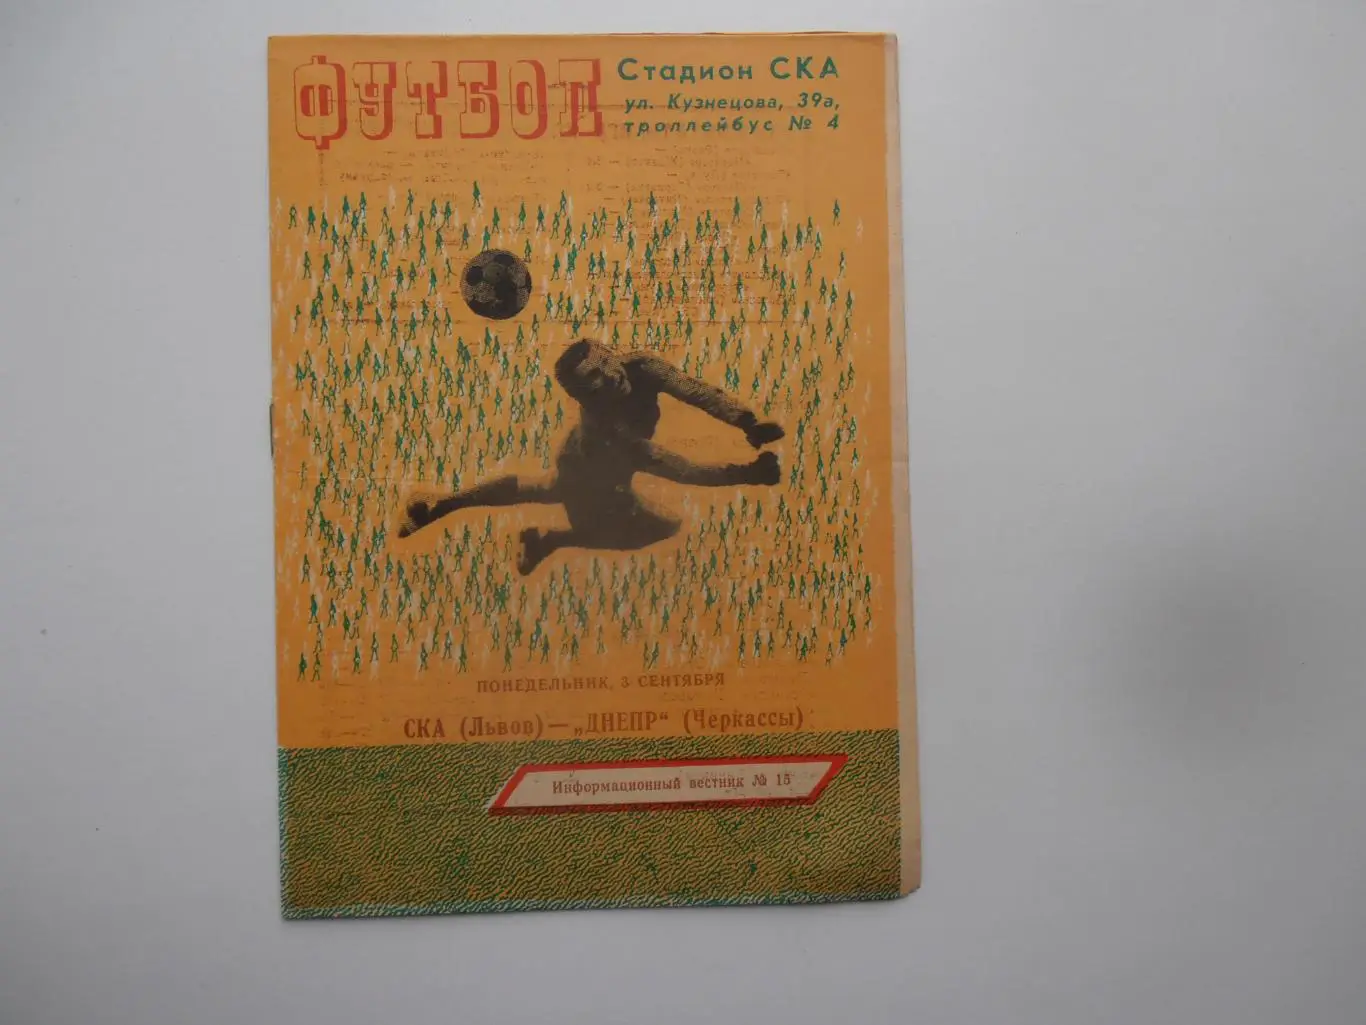 ФУТБОЛ
Стадион СКА
ул. Кузнецова, 39а,
троллейбус № 4
ПОНЕДЕЛЬНИК, 3 СЕНТЯБРЯ
СКА (Львов) — „ДНЕПР" (Черкассы)
Информационный вестник № 15